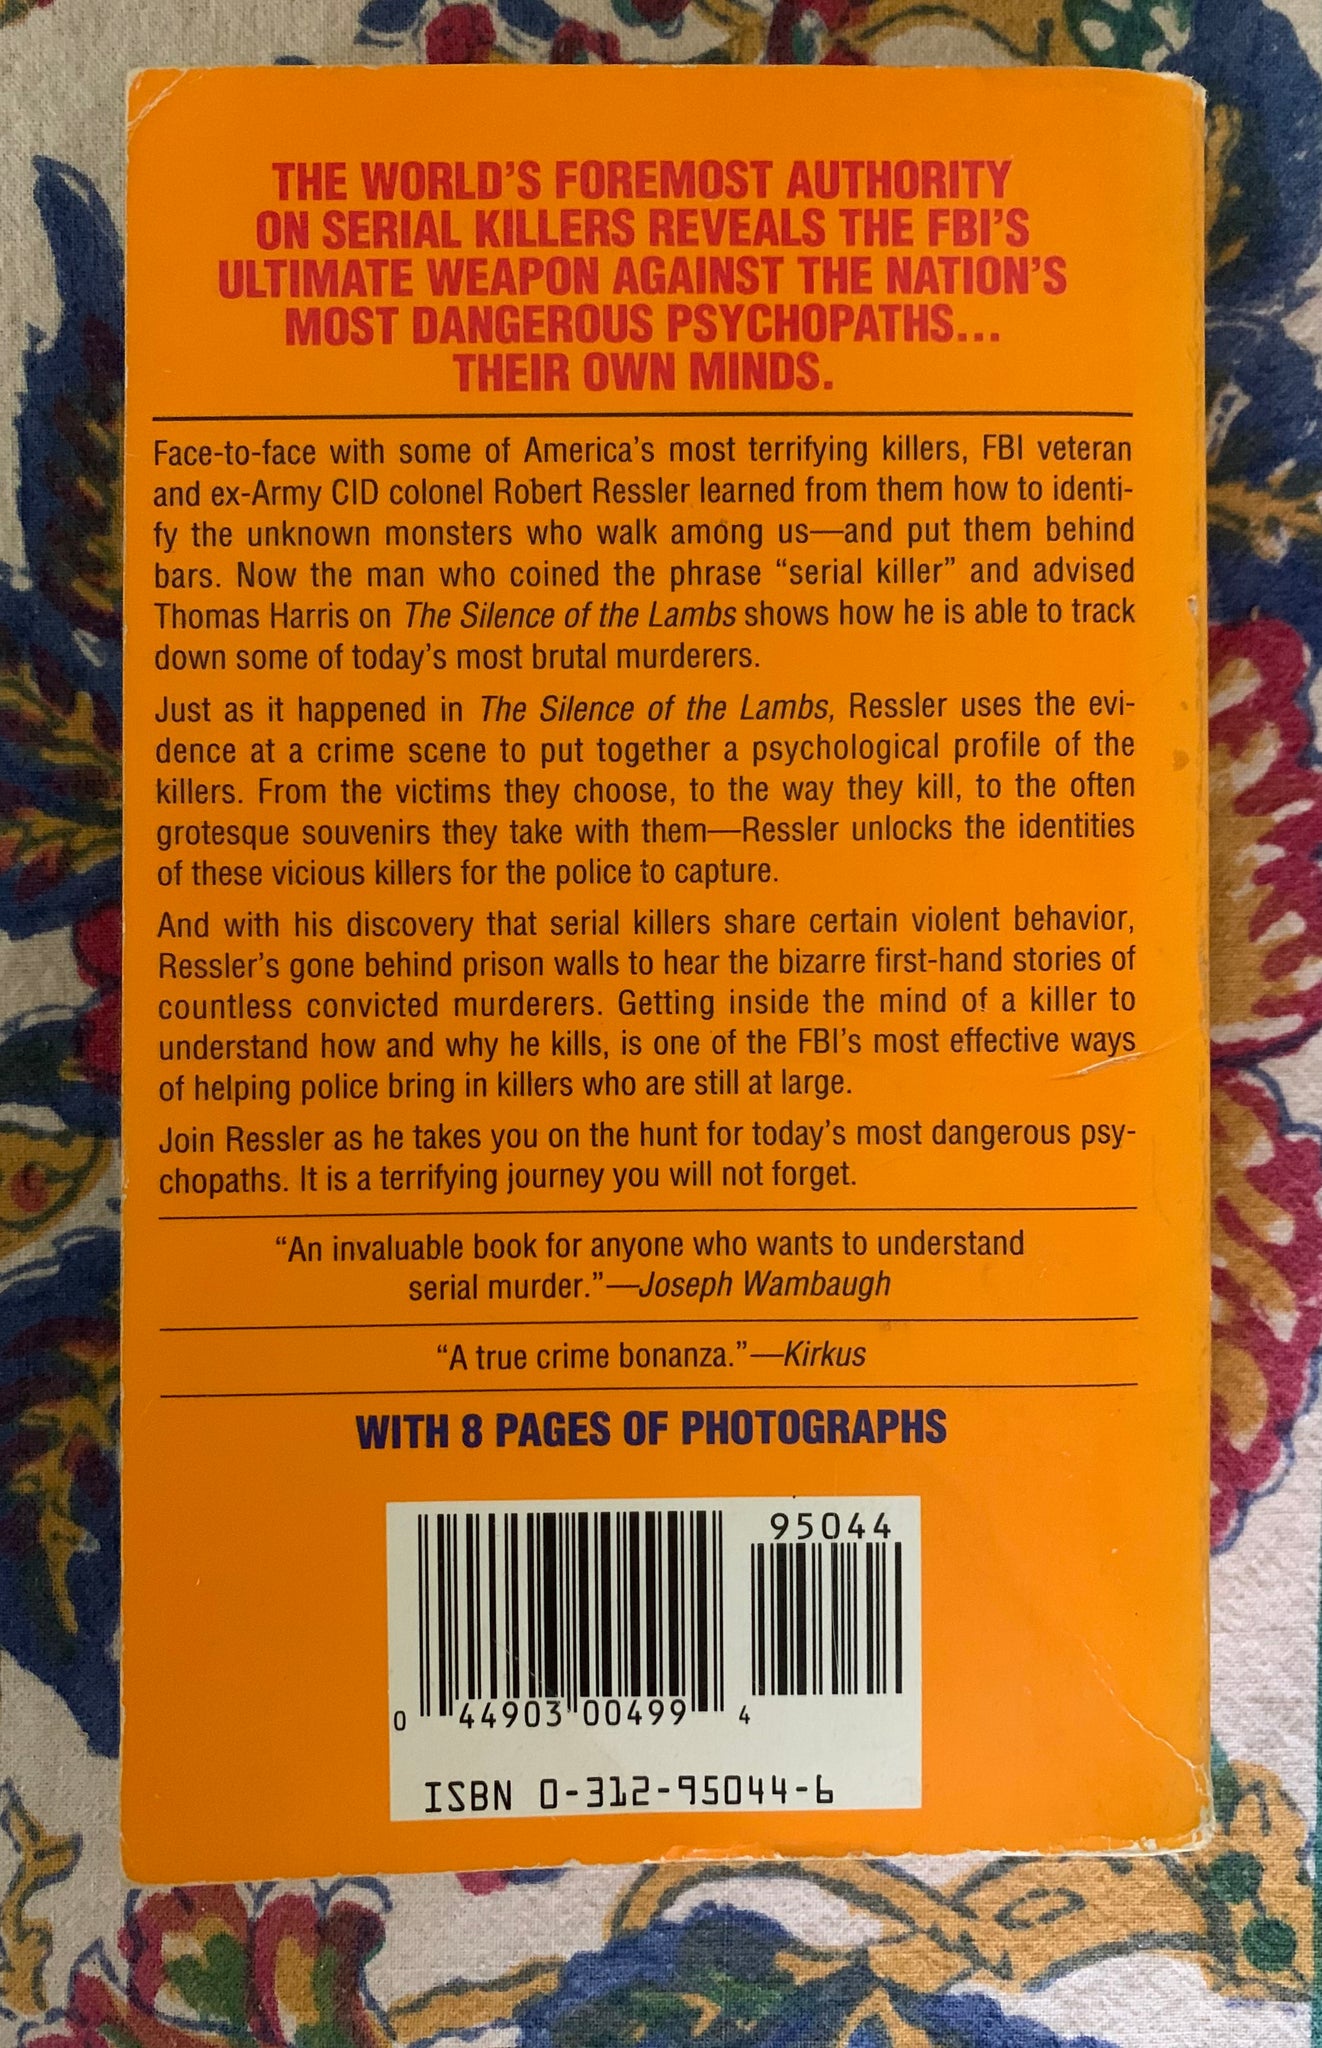 THE WORLD'S FOREMOST AUTHORITY
ON SERIAL KILLERS REVEALS THE FBI'S
ULTIMATE WEAPON AGAINST THE NATION'S
MOST DANGEROUS PSYCHOPATHS...
THEIR OWN MINDS.
Face-to-face with some of America's most terrifying killers, FBI veteran
and ex-Army CID colonel Robert Ressler learned from them how to identi-
fy the unknown monsters who walk among us—and put them behind
bars. Now the man who coined the phrase “serial killer” and advised
Thomas Harris on The Silence of the Lambs shows how he is able to track
down some of today's most brutal murderers.
Just as it happened in The Silence of the Lambs, Ressler uses the evi-
dence at a crime scene to put together a psychological profile of the
killers. From the victims they choose, to the way they kill, to the often
grotesque souvenirs they take with them—Ressler unlocks the identities
of these vicious killers for the police to capture.
And with his discovery that serial killers share certain violent behavior,
Ressler's gone behind prison walls to hear the bizarre first-hand stories of
countless convicted murderers. Getting inside the mind of a killer to
understand how and why he kills, is one of the FBI's most effective ways
of helping police bring in killers who are still at large.
Join Ressler as he takes you on the hunt for today's most dangerous psy-
chopaths. It is a terrifying journey you will not forget.
“An invaluable book for anyone who wants to understand
serial murder.”—Joseph Wambaugh
“A true crime bonanza.”—Kirkus
WITH 8 PAGES OF PHOTOGRAPHS
95044
0 44903 00499 4
ISBN 0-312-95044-6